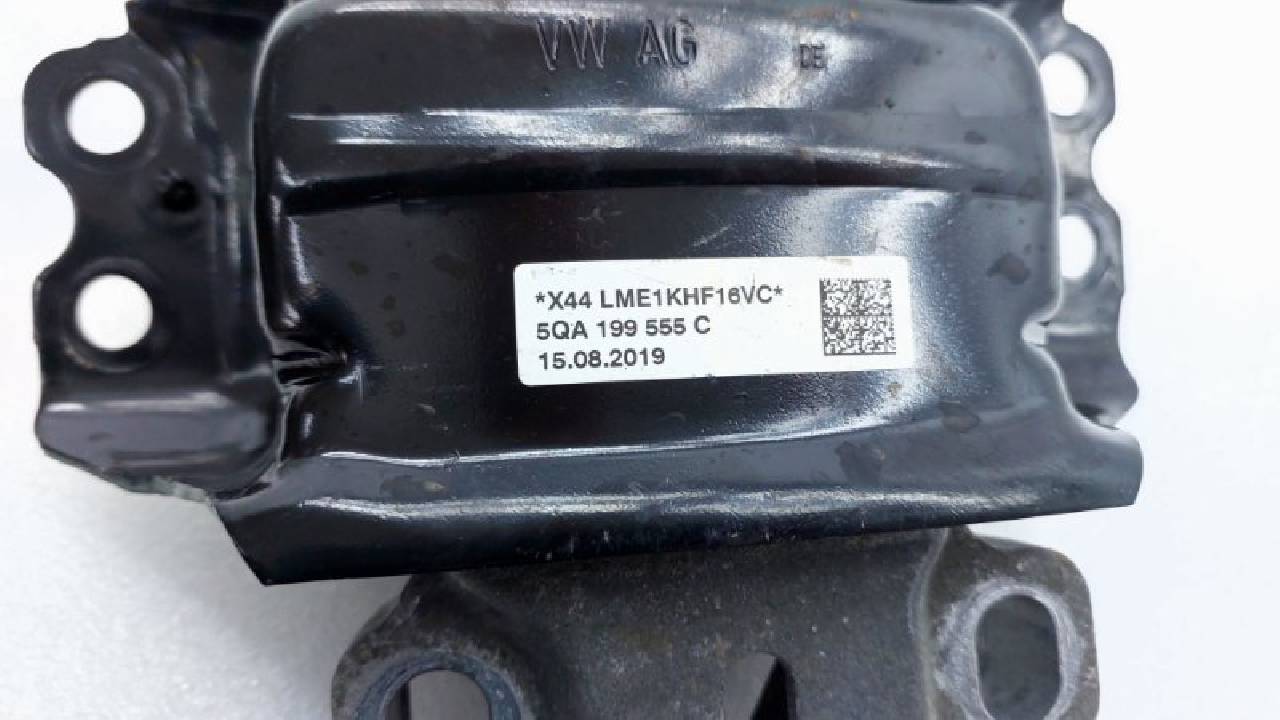 VW AG DE
*X44 LME1KHF16VC*
5QA 199 555 C
15.08.2019